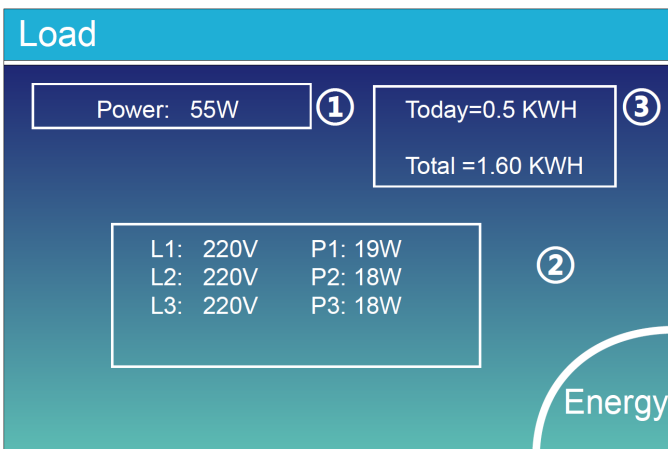 Load
Power: 55W ①
Today=0.5 KWH ③
Total =1.60 KWH
L1: 220V P1: 19W
L2: 220V P2: 18W
L3: 220V P3: 18W
②
Energy